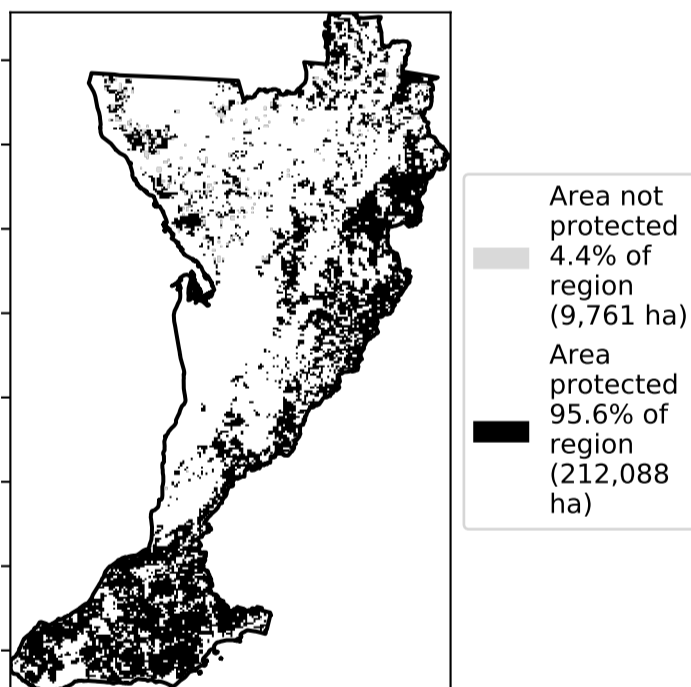 Area not
protected
4.4% of
region
(9,761 ha)
Area
protected
95.6% of
region
(212,088
ha)